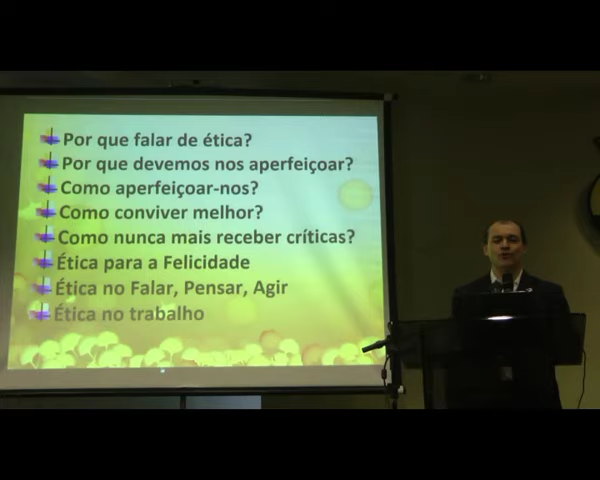 Por que falar de ética?
Por que devemos nos aperfeiçoar?
Como aperfeiçoar-nos?
Como conviver melhor?
Como nunca mais receber críticas?
Ética para a Felicidade
Ética no Falar, Pensar, Agir
Ética no trabalho